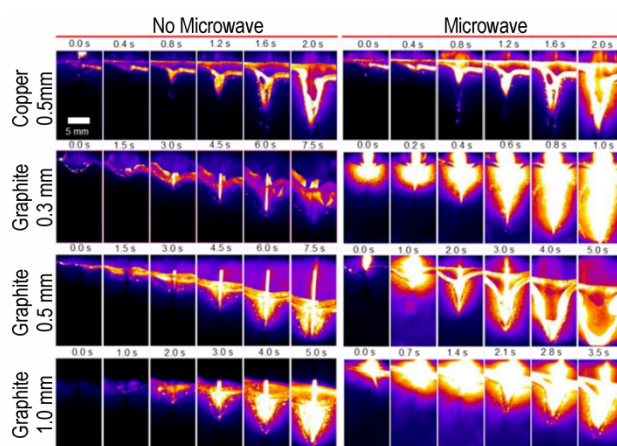 No Microwave Microwave
0.0 s 0.4 s 0.8 s 1.2 s 1.6 s 2.0 s 0.0 s 0.4 s 0.8 s 1.2 s 1.6 s 2.0 s
Copper
0.5mm
5 mm
0.0 s 1.5 s 3.0 s 4.5 s 6.0 s 7.5 s 0.0 s 0.2 s 0.4 s 0.6 s 0.8 s 1.0 s
Graphite
0.3 mm
0.0 s 1.5 s 3.0 s 4.5 s 6.0 s 7.5 s 0.0 s 1.0 s 2.0 s 3.0 s 4.0 s 5.0 s
Graphite
0.5 mm
0.0 s 1.0 s 2.0 s 3.0 s 4.0 s 5.0 s 0.0 s 0.7 s 1.4 s 2.1 s 2.8 s 3.5 s
Graphite
1.0 mm